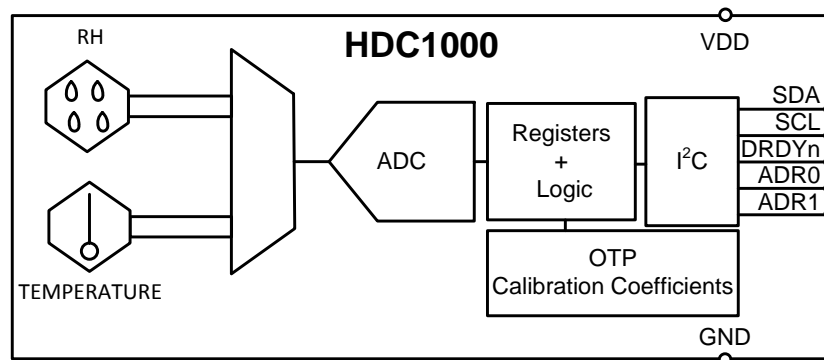 RH
HDC1000
VDD
ADC
Registers
+
Logic
I²C
SDA
SCL
DRDYn
ADR0
ADR1
TEMPERATURE
OTP
Calibration Coefficients
GND